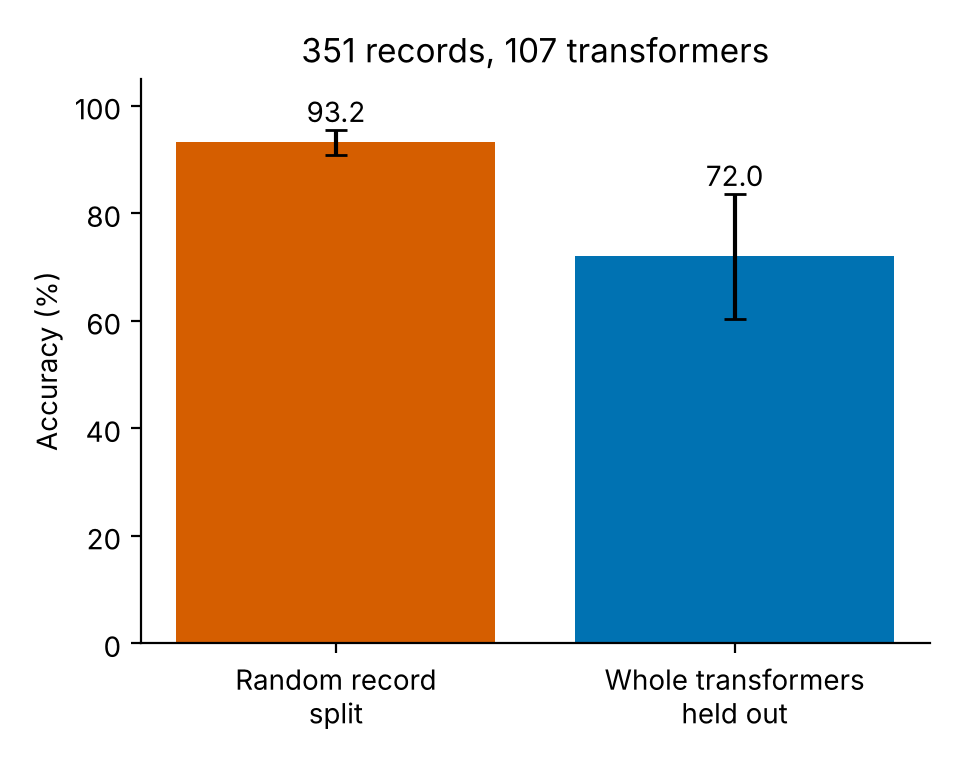 351 records, 107 transformers
93.2
72.0
Accuracy (%)
100
80
60
40
20
0
Random record
split
Whole transformers
held out